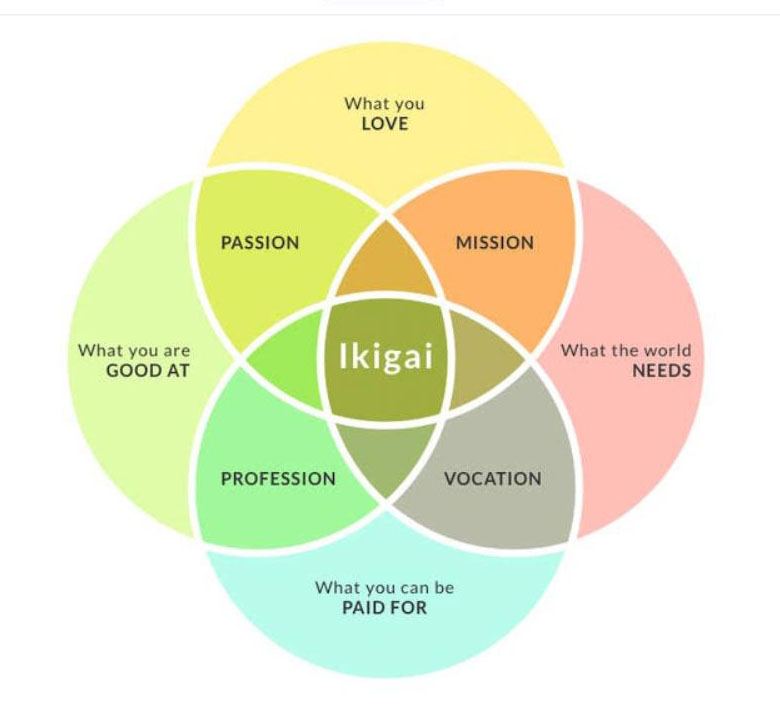 What you
LOVE
PASSION
MISSION
What you are
GOOD AT
Ikigai
What the world
NEEDS
PROFESSION
VOCATION
What you can be
PAID FOR